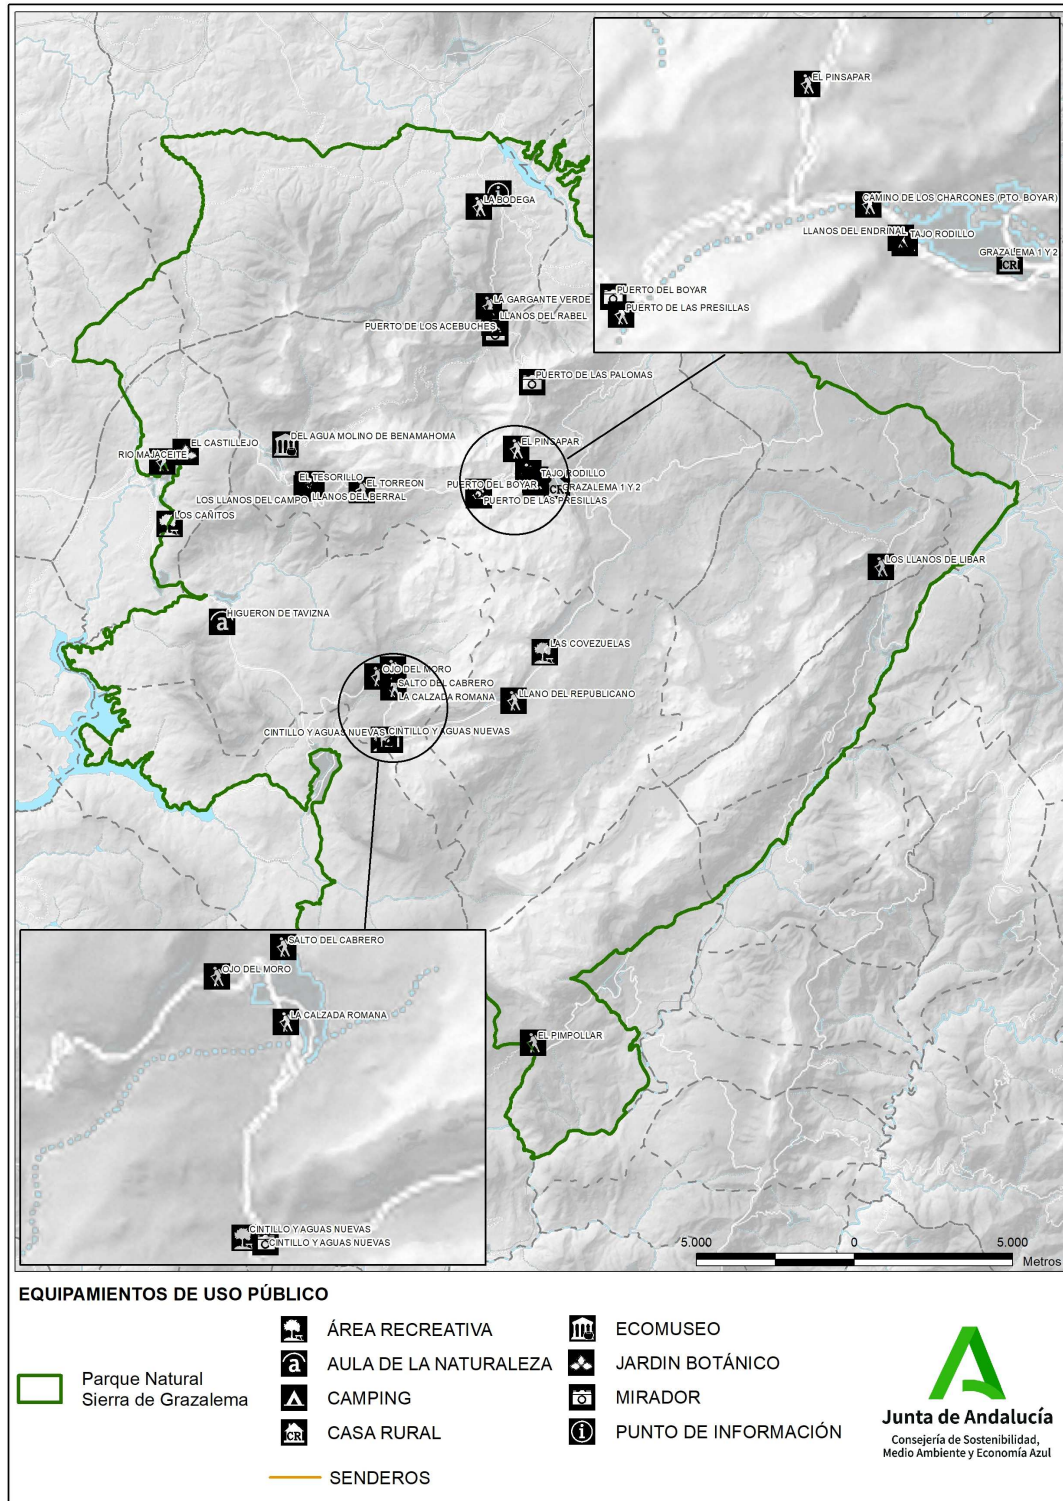 EL PINSAPAR
CAMINO DE LOS CHARCONES (PTO. BOYAR)
LLANOS DEL ENDRINAL
TAJO RODILLO
GRAZALEMA 1 Y 2
CR
PUERTO DEL BOYAR
PUERTO DE LAS PRESILLAS
LA BODEGA
LA GARGANTE VERDE
LLANOS DEL RABEL
PUERTO DE LOS ACEBUCHES
PUERTO DE LAS PALOMAS
EL PINSAPAR
DEL AGUA MOLINO DE BENAMAHOMA
EL CASTILLEJO
RIO MAJACEITE
EL TESORILLO
EL TORREON
LOS LLANOS DEL CAMPO
LLANOS DEL BERRAL
TAJO RODILLO
PUERTO DEL BOYAR
GRAZALEMA 1 Y 2
CR
PUERTO DE LAS PRESILLAS
LOS CAÑITOS
LOS LLANOS DE LIBAR
HIGUERON DE TAVIZNA
a
LAS COVEZUELAS
OJO DEL MORO
SALTO DEL CABRERO
LA CALZADA ROMANA
LLANO DEL REPUBLICANO
CINTILLO Y AGUAS NUEVAS
CINTILLO Y AGUAS NUEVAS
SALTO DEL CABRERO
OJO DEL MORO
LA CALZADA ROMANA
EL PIMPOLLAR
CINTILLO Y AGUAS NUEVAS
CINTILLO Y AGUAS NUEVAS
5.000 0 5.000
Metros
EQUIPAMIENTOS DE USO PÚBLICO
Parque Natural
Sierra de Grazalema
ÁREA RECREATIVA
a AULA DE LA NATURALEZA
CAMPING
CR CASA RURAL
SENDEROS
ECOMUSEO
JARDIN BOTÁNICO
MIRADOR
i PUNTO DE INFORMACIÓN
Junta de Andalucía
Consejería de Sostenibilidad,
Medio Ambiente y Economía Azul